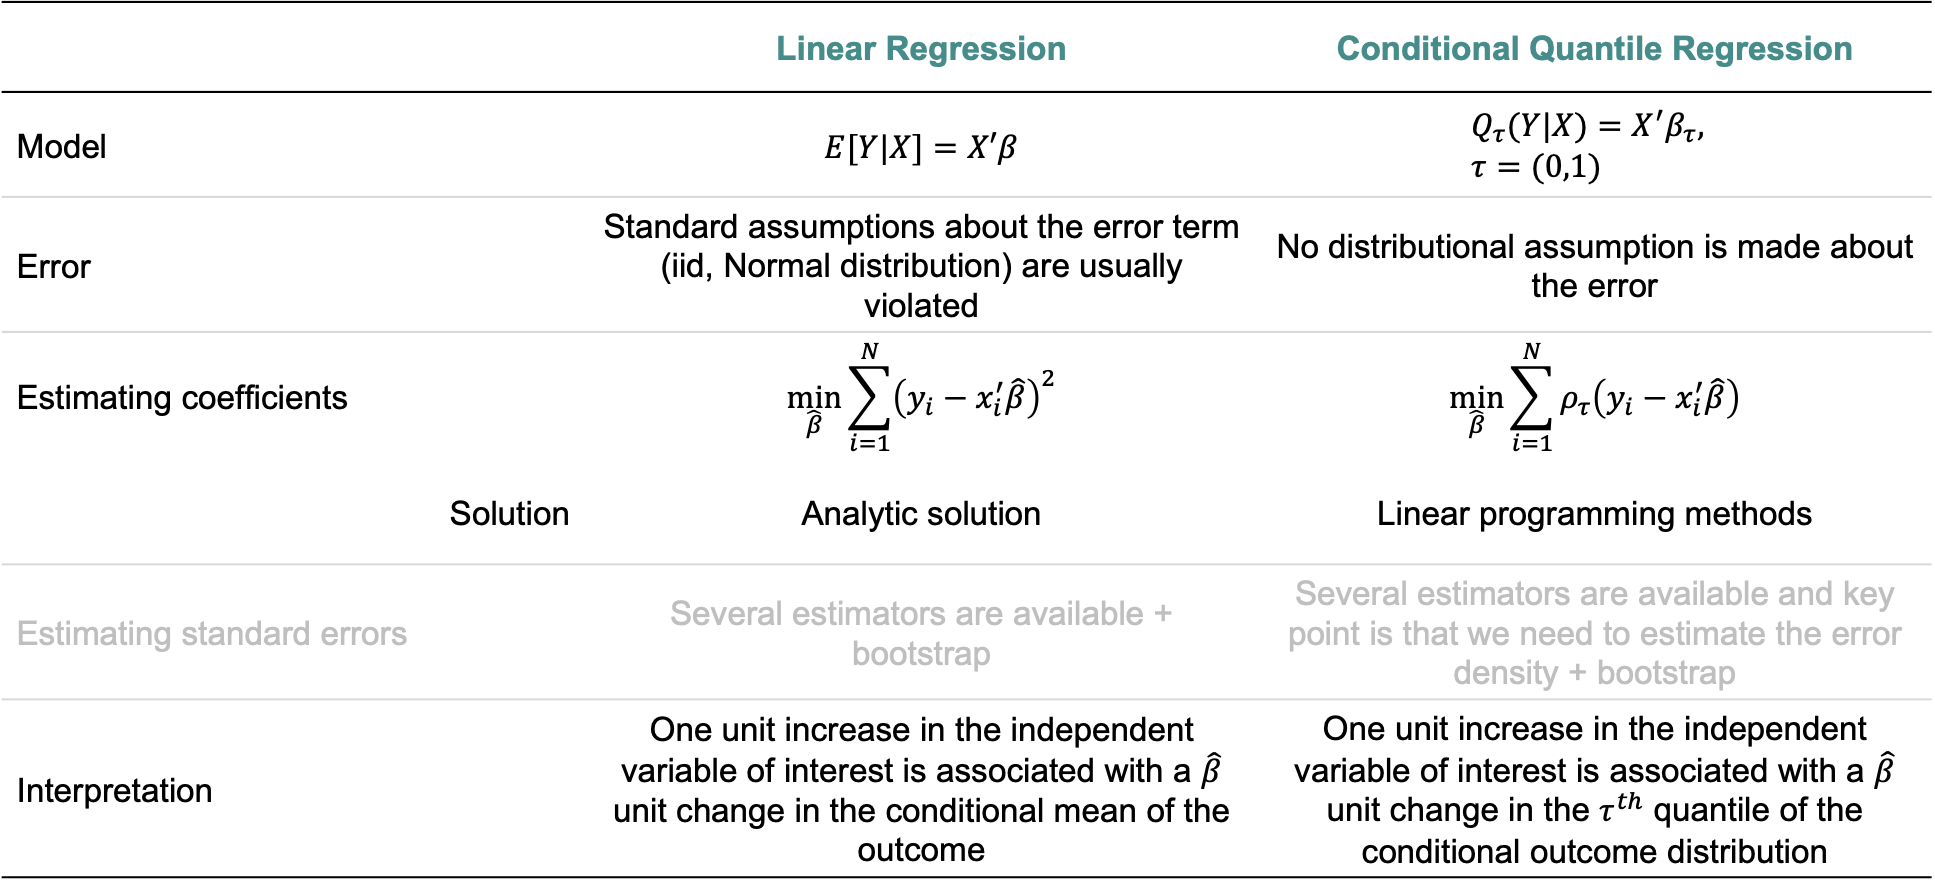 Linear Regression
Conditional Quantile Regression
Model
E[Y|X] = X′β
Q_τ(Y|X) = X′β_τ,
τ = (0,1)
Error
Standard assumptions about the error term
(iid, Normal distribution) are usually
violated
No distributional assumption is made about
the error
Estimating coefficients
min_β̂ ∑_{i=1}^{N} (y_i − x_i′β̂)²
min_β̂ ∑_{i=1}^{N} ρ_τ(y_i − x_i′β̂)
Solution
Analytic solution
Linear programming methods
Estimating standard errors
Several estimators are available +
bootstrap
Several estimators are available and key
point is that we need to estimate the error
density + bootstrap
Interpretation
One unit increase in the independent
variable of interest is associated with a β̂
unit change in the conditional mean of the
outcome
One unit increase in the independent
variable of interest is associated with a β̂
unit change in the τ^th quantile of the
conditional outcome distribution